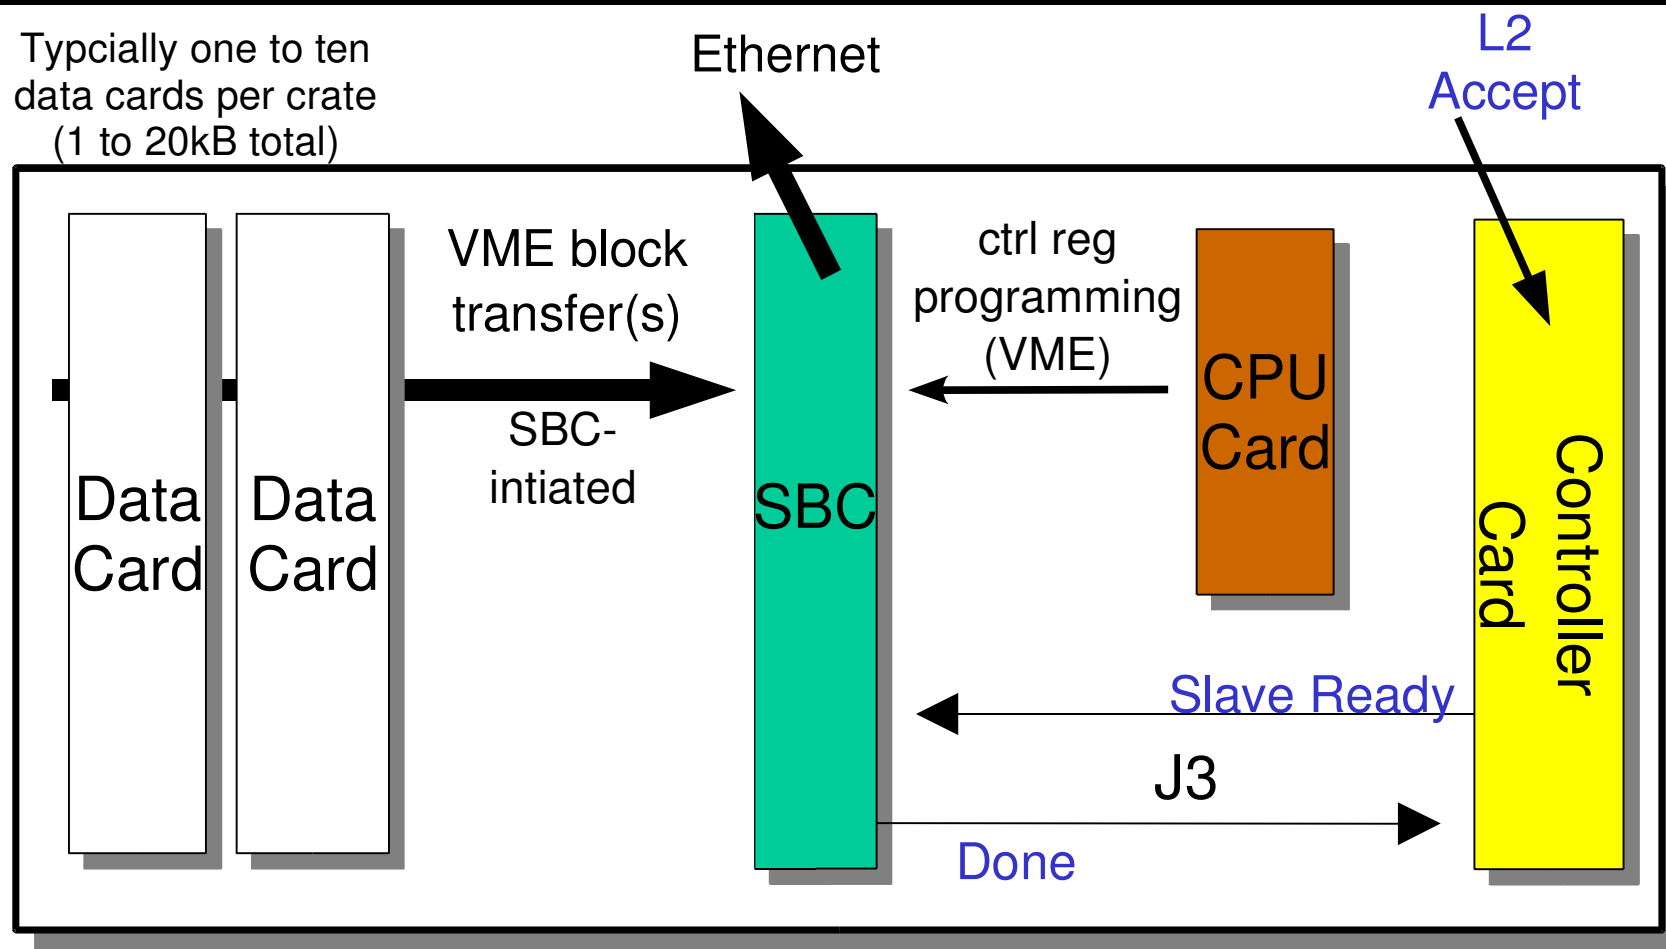 Typcially one to ten
data cards per crate
(1 to 20kB total)
Ethernet
L2
Accept
VME block
transfer(s)
SBC-
intiated
ctrl reg
programming
(VME)
Data
Card
Data
Card
SBC
CPU
Card
Controller
Card
Slave Ready
J3
Done